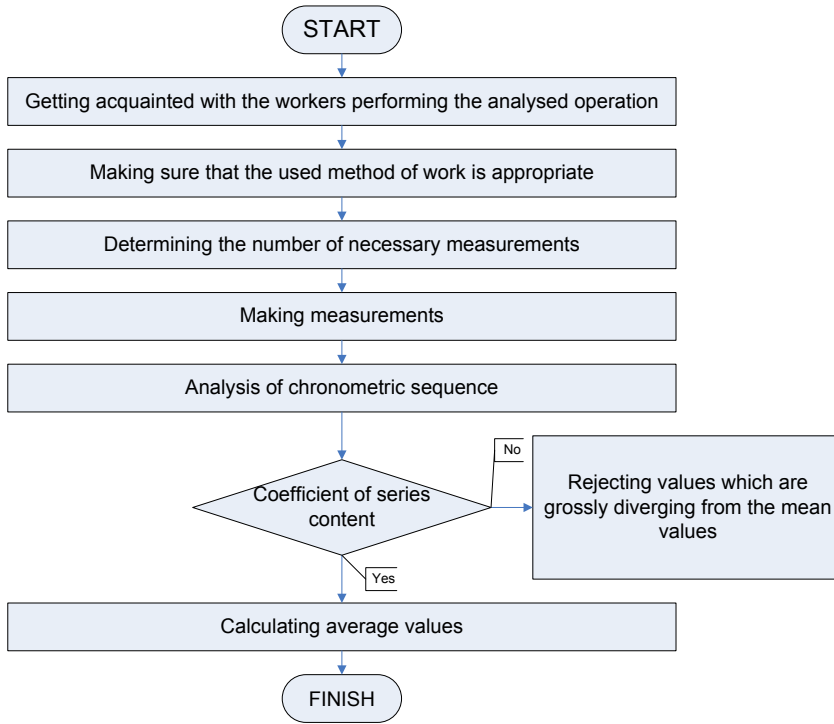 START
Getting acquainted with the workers performing the analysed operation
Making sure that the used method of work is appropriate
Determining the number of necessary measurements
Making measurements
Analysis of chronometric sequence
No
Coefficient of series
content
Rejecting values which are
grossly diverging from the mean
values
Yes
Calculating average values
FINISH